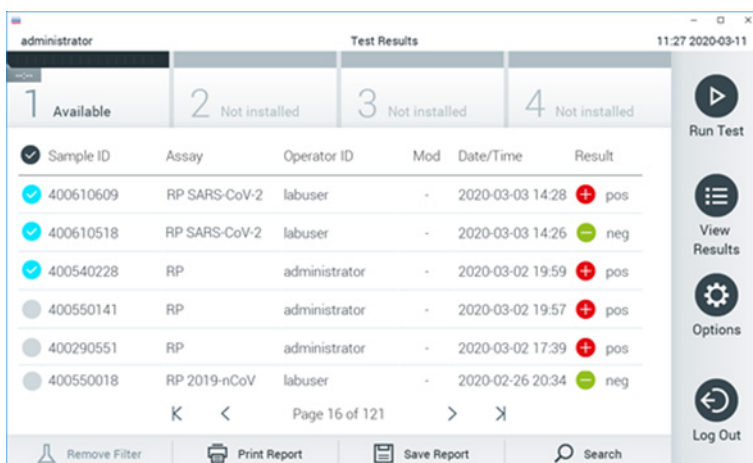 administrator Test Results 11:27 2020-03-11
--:--
1 Available 2 Not installed 3 Not installed 4 Not installed
Run Test
Sample ID Assay Operator ID Mod Date/Time Result
400610609 RP SARS-CoV-2 labuser - 2020-03-03 14:28 pos
400610518 RP SARS-CoV-2 labuser - 2020-03-03 14:26 neg
View
Results
400540228 RP administrator - 2020-03-02 19:59 pos
400550141 RP administrator - 2020-03-02 19:57 pos
Options
400290551 RP administrator - 2020-03-02 17:39 pos
400550018 RP 2019-nCoV labuser - 2020-02-26 20:34 neg
Page 16 of 121
Log Out
Remove Filter Print Report Save Report Search